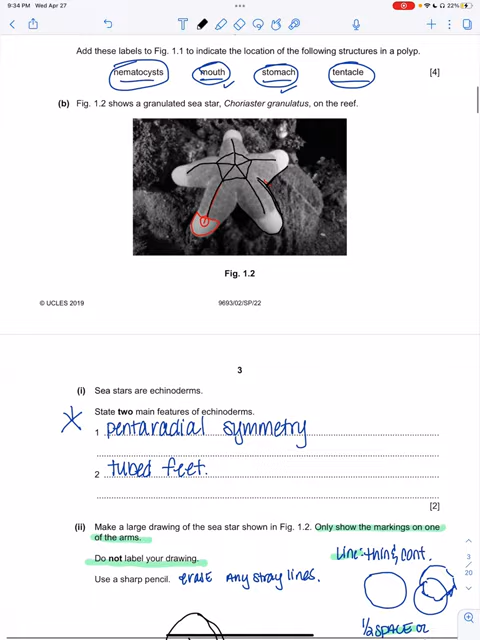 9:34 PM Wed Apr 27
22%
Add these labels to Fig. 1.1 to indicate the location of the following structures in a polyp.
nematocysts mouth stomach tentacle [4]
(b) Fig. 1.2 shows a granulated sea star, Choriaster granulatus, on the reef.
Fig. 1.2
© UCLES 2019 9693/02/SP/22
3
(i) Sea stars are echinoderms.
State two main features of echinoderms.
1 pentaradial symmetry
2 tubed feet.
[2]
(ii) Make a large drawing of the sea star shown in Fig. 1.2. Only show the markings on one
of the arms.
Do not label your drawing.
line: thin, cont.
Use a sharp pencil. erase any stray lines.
1/2 SPACE or
3
/
20